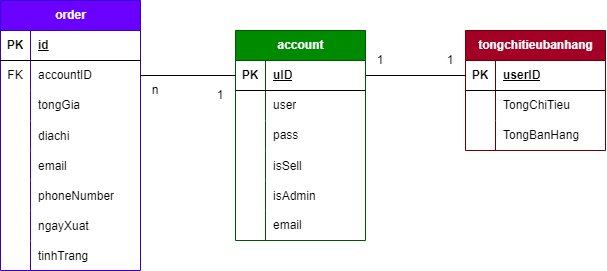 order
PK id
FK accountID
tongGia
diachi
email
phoneNumber
ngayXuat
tinhTrang
n
1
account
PK uID
user
pass
isSell
isAdmin
email
1
1
tongchitieubanhang
PK userID
TongChiTieu
TongBanHang